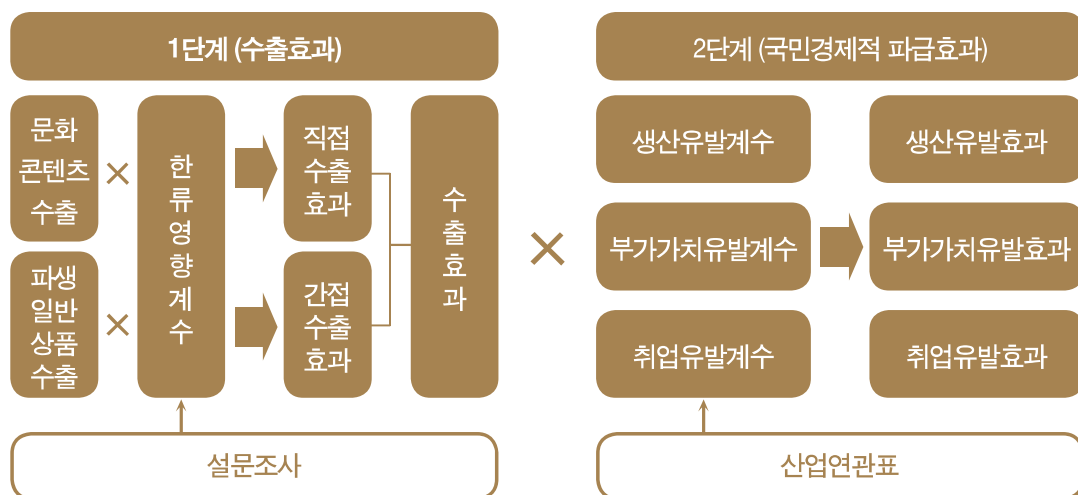 1단계 (수출효과)
문화
콘텐츠
수출
×
파생
일반
상품
수출
×
한
류
영
향
계
수
직접
수출
효과
간접
수출
효과
수
출
효
과
설문조사
×
2단계 (국민경제적 파급효과)
생산유발계수
생산유발효과
부가가치유발계수
부가가치유발효과
취업유발계수
취업유발효과
산업연관표